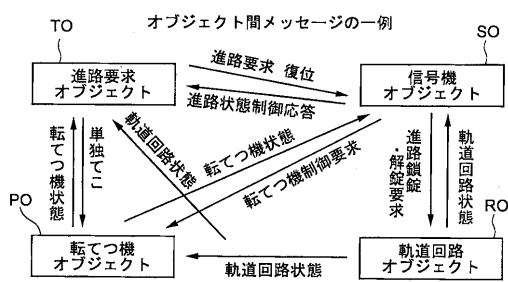 オブジェクト間メッセージの一例
TO
SO
進路要求
オブジェクト
進路要求 復位
進路状態制御応答
信号機
オブジェクト
転てつ機状態
単独てこ
軌道回路状態
転てつ機状態
転てつ機制御要求
進路鎖錠
・解錠要求
軌道回路状態
PO
RO
転てつ機
オブジェクト
軌道回路状態
軌道回路
オブジェクト